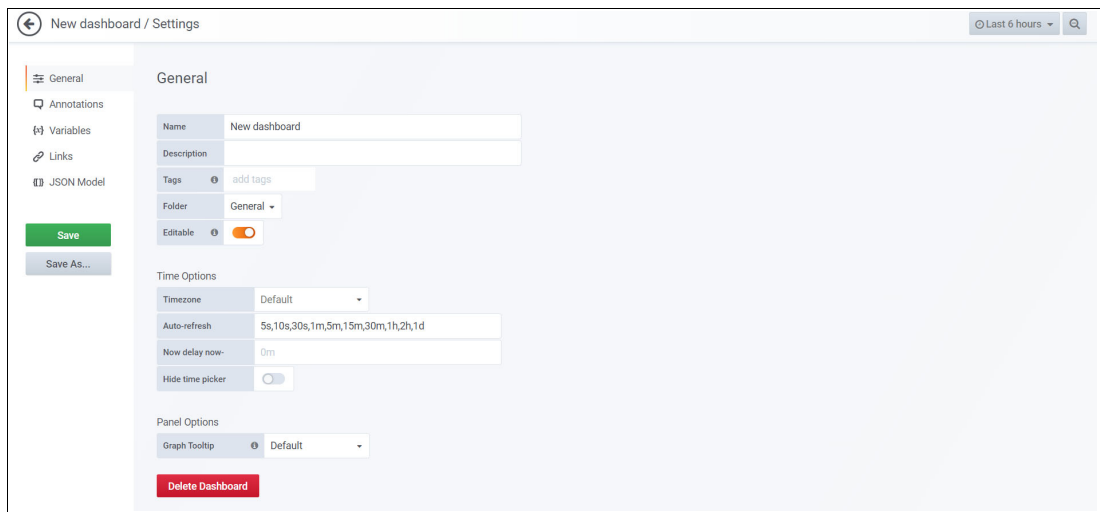 New dashboard / Settings
Last 6 hours
General
Annotations
{x} Variables
Links
JSON Model
Save
Save As...
General
Name New dashboard
Description
Tags add tags
Folder General
Editable
Time Options
Timezone Default
Auto-refresh 5s,10s,30s,1m,5m,15m,30m,1h,2h,1d
Now delay now- 0m
Hide time picker
Panel Options
Graph Tooltip Default
Delete Dashboard